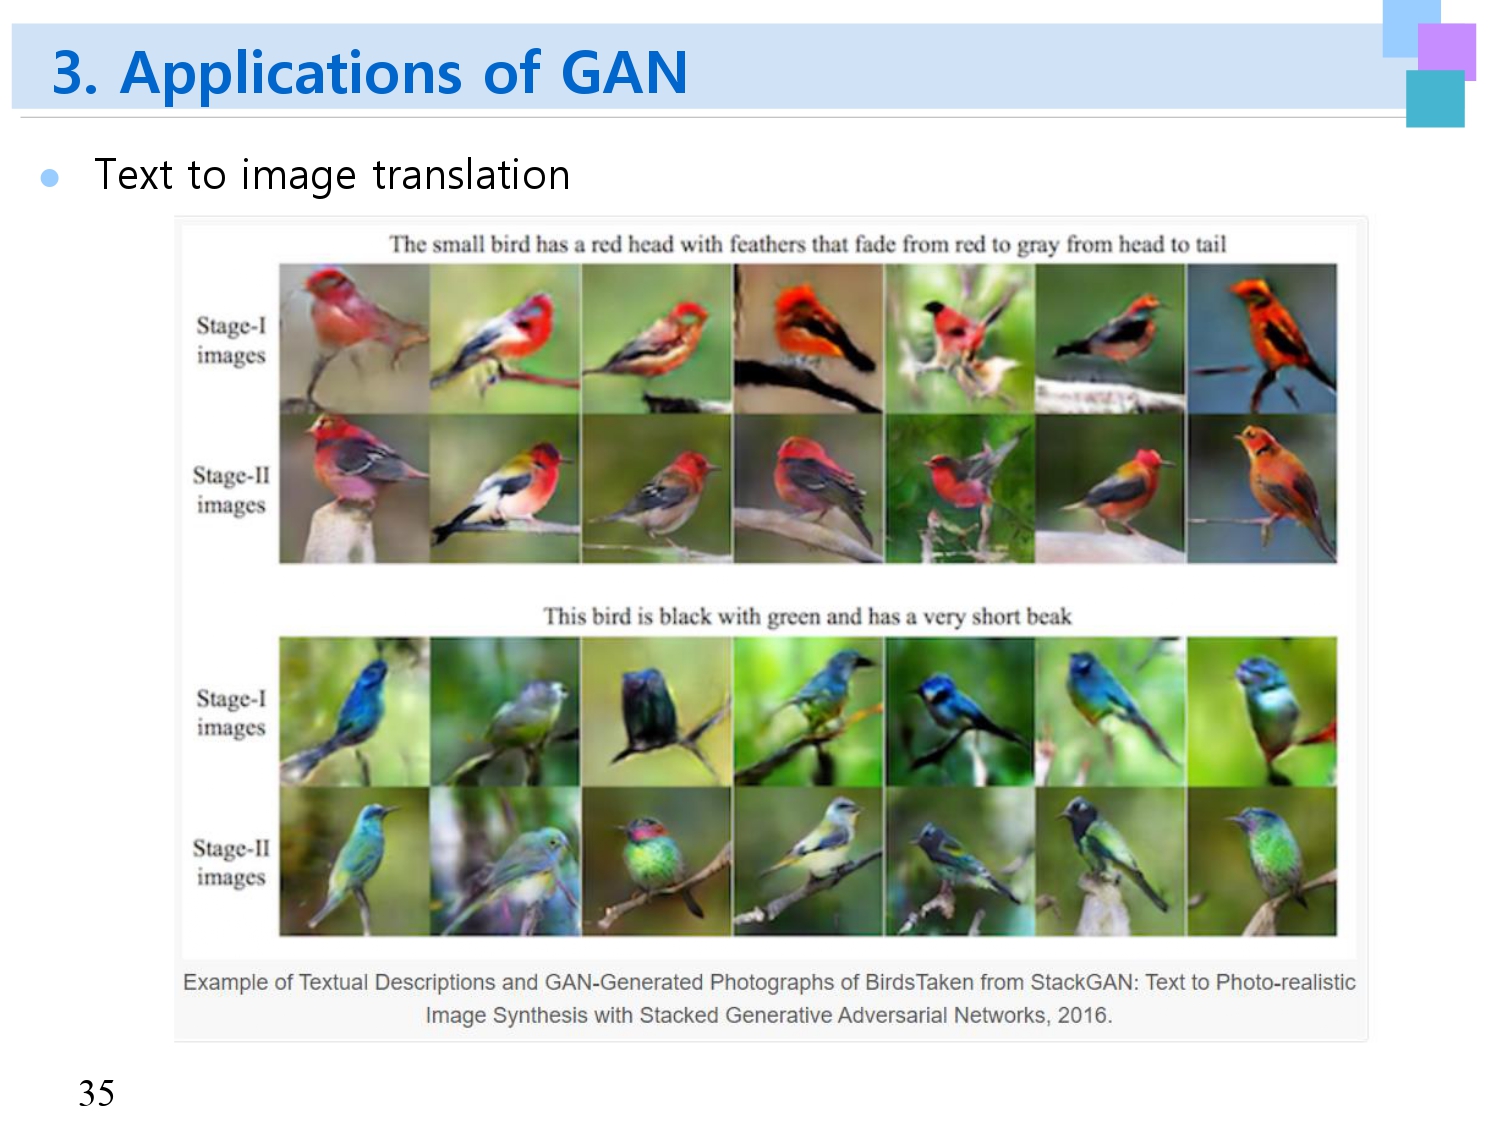 3. Applications of GAN
Text to image translation
The small bird has a red head with feathers that fade from red to gray from head to tail
Stage-I
images
Stage-II
images
This bird is black with green and has a very short beak
Stage-I
images
Stage-II
images
Example of Textual Descriptions and GAN-Generated Photographs of BirdsTaken from StackGAN: Text to Photo-realistic
Image Synthesis with Stacked Generative Adversarial Networks, 2016.
35